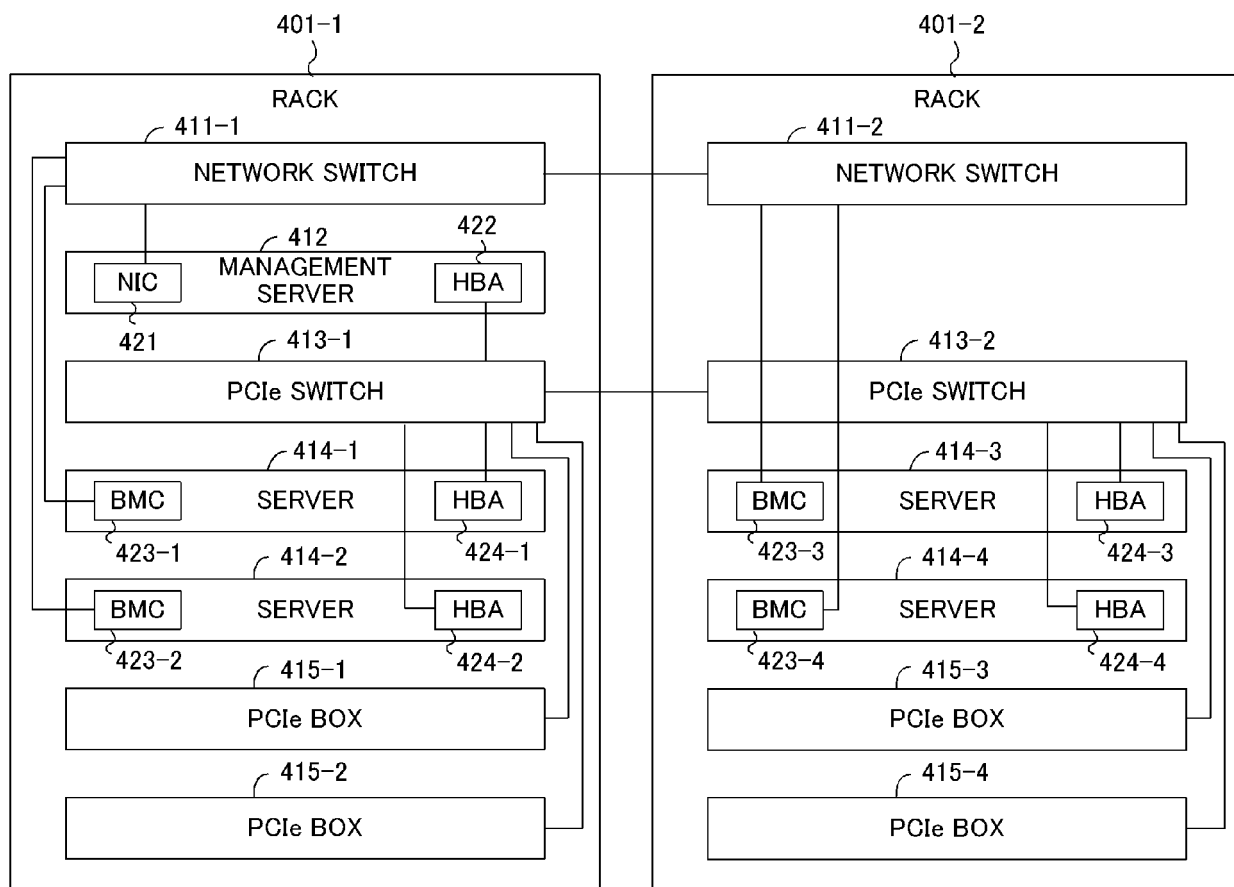 401-1
401-2
RACK
RACK
411-1
411-2
NETWORK SWITCH
NETWORK SWITCH
412
422
NIC
MANAGEMENT
SERVER
HBA
421
413-1
413-2
PCIe SWITCH
PCIe SWITCH
414-1
414-3
BMC
SERVER
HBA
BMC
SERVER
HBA
423-1
424-1
423-3
424-3
414-2
414-4
BMC
SERVER
HBA
BMC
SERVER
HBA
423-2
424-2
423-4
424-4
415-1
415-3
PCIe BOX
PCIe BOX
415-2
415-4
PCIe BOX
PCIe BOX